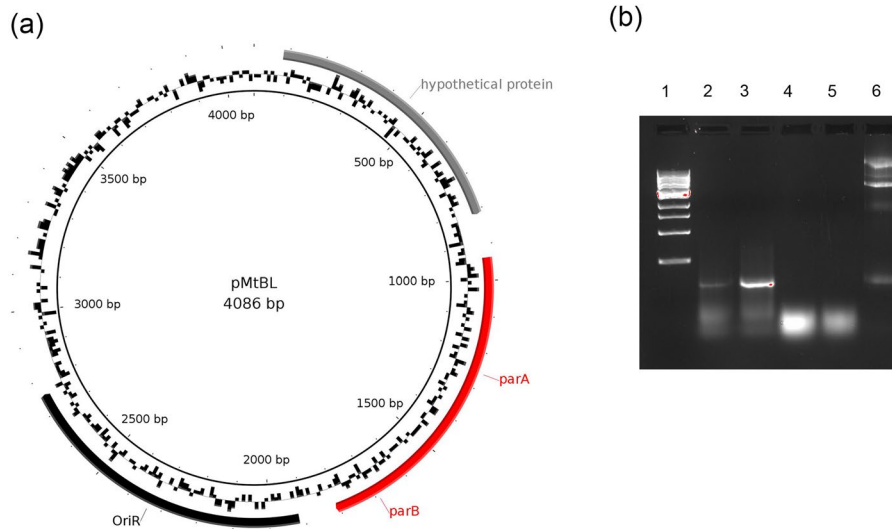 (a)
(b)
hypothetical protein
4000 bp
500 bp
3500 bp
1000 bp
pMtBL
4086 bp
3000 bp
parA
1500 bp
2500 bp
2000 bp
parB
OriR
1 2 3 4 5 6